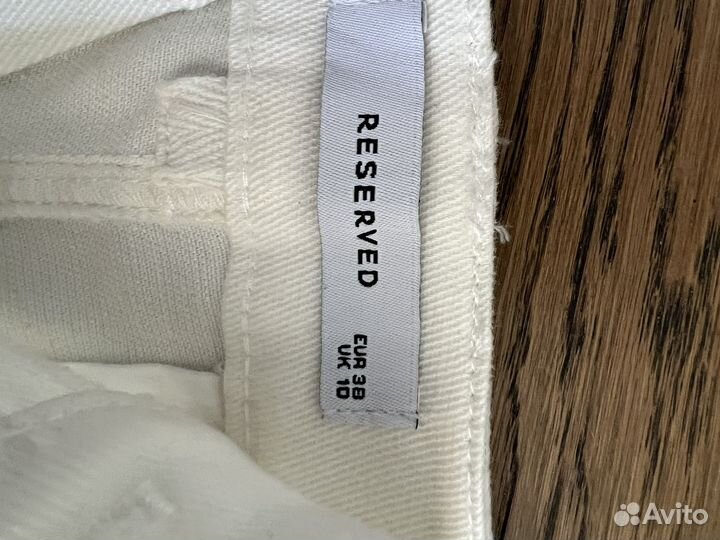 RESERVED
EUR 38
UK 10
Avito